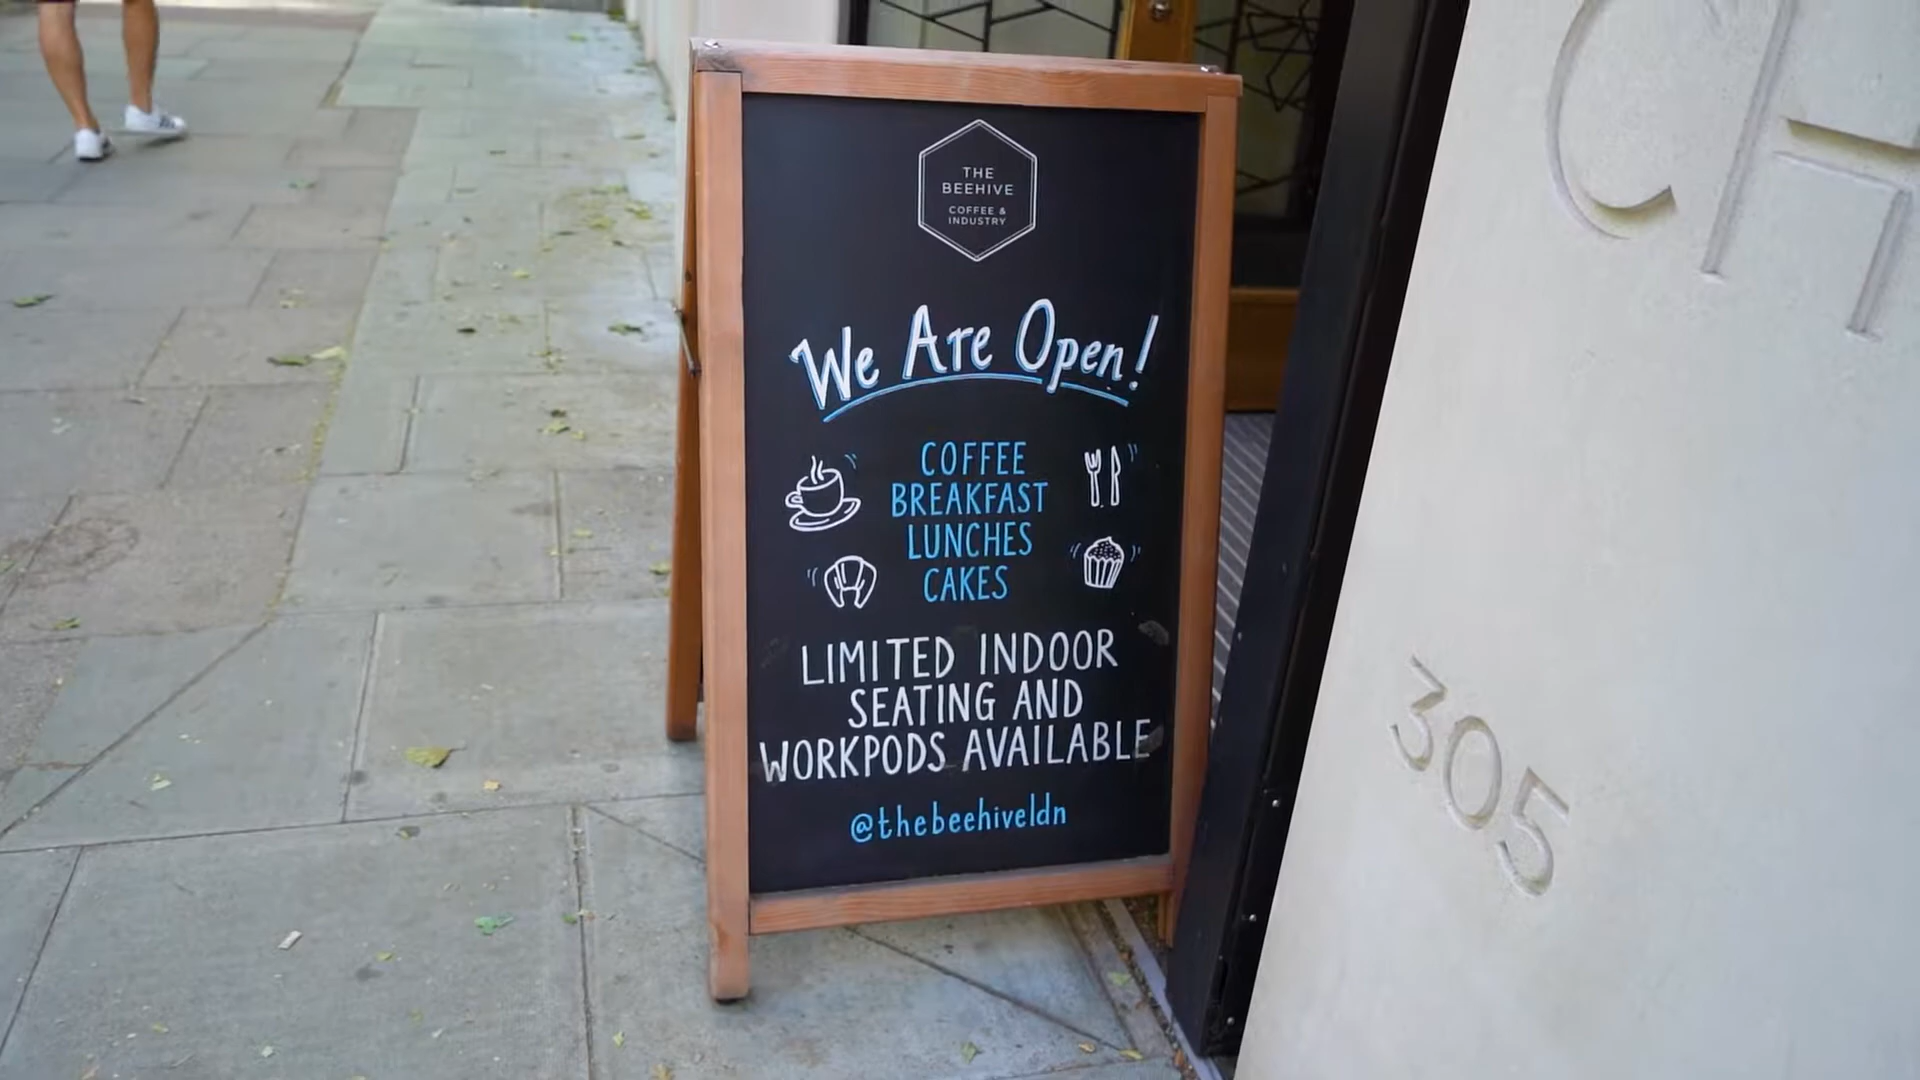 THE
BEEHIVE
COFFEE &
INDUSTRY
We Are Open!
COFFEE
BREAKFAST
LUNCHES
CAKES
LIMITED INDOOR
SEATING AND
WORKPODS AVAILABLE
@thebeehiveldn
CH
305